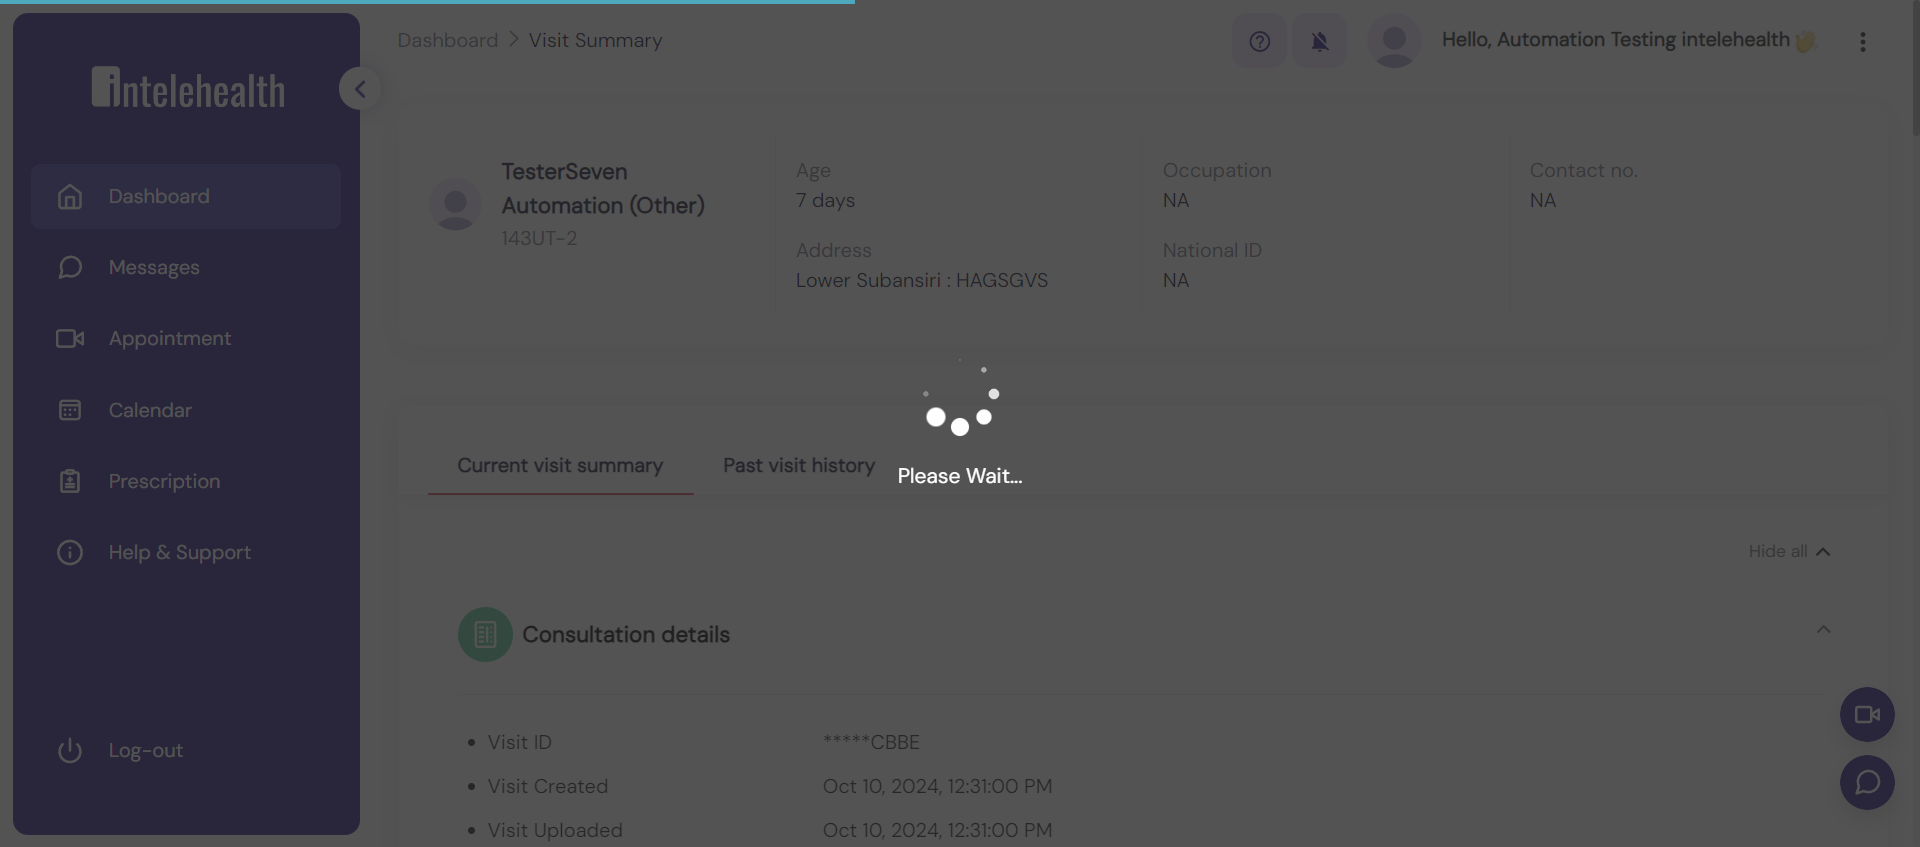 Dashboard > Visit Summary
Hello, Automation Testing intelehealth 👋
intelehealth
Dashboard
Messages
Appointment
Calendar
Prescription
Help & Support
Log-out
TesterSeven
Automation (Other)
143UT-2
Age
7 days
Address
Lower Subansiri : HAGSGVS
Occupation
NA
National ID
NA
Contact no.
NA
Please Wait...
Current visit summary
Past visit history
Hide all
Consultation details
• Visit ID *****CBBE
• Visit Created Oct 10, 2024, 12:31:00 PM
• Visit Uploaded Oct 10, 2024, 12:31:00 PM